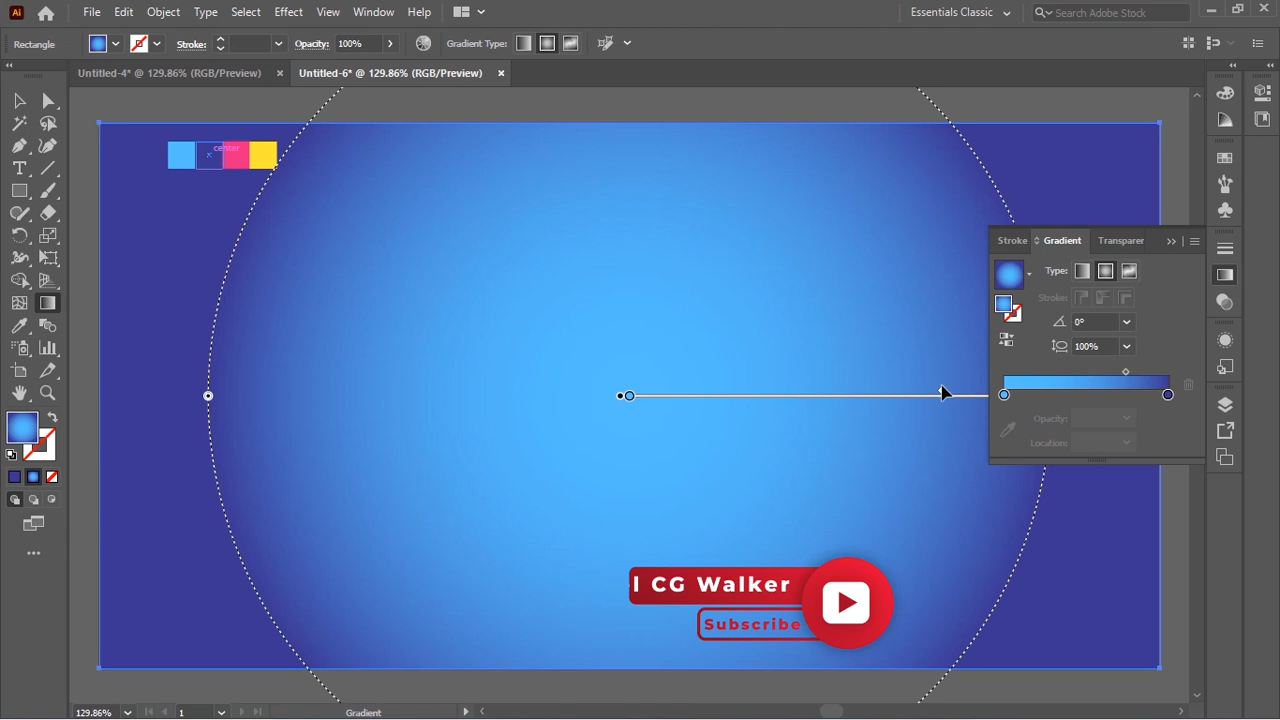 Ai File Edit Object Type Select Effect View Window Help Essentials Classic Search Adobe Stock
Rectangle Stroke: Opacity: 100% Gradient Type:
Untitled-4* @ 129.86% (RGB/Preview) × Untitled-6* @ 129.86% (RGB/Preview) ×
center
Stroke Gradient Transparer
Type:
Stroke:
0°
100%
Opacity:
Location:
l CG Walker
Subscribe
129.86% 1 Gradient